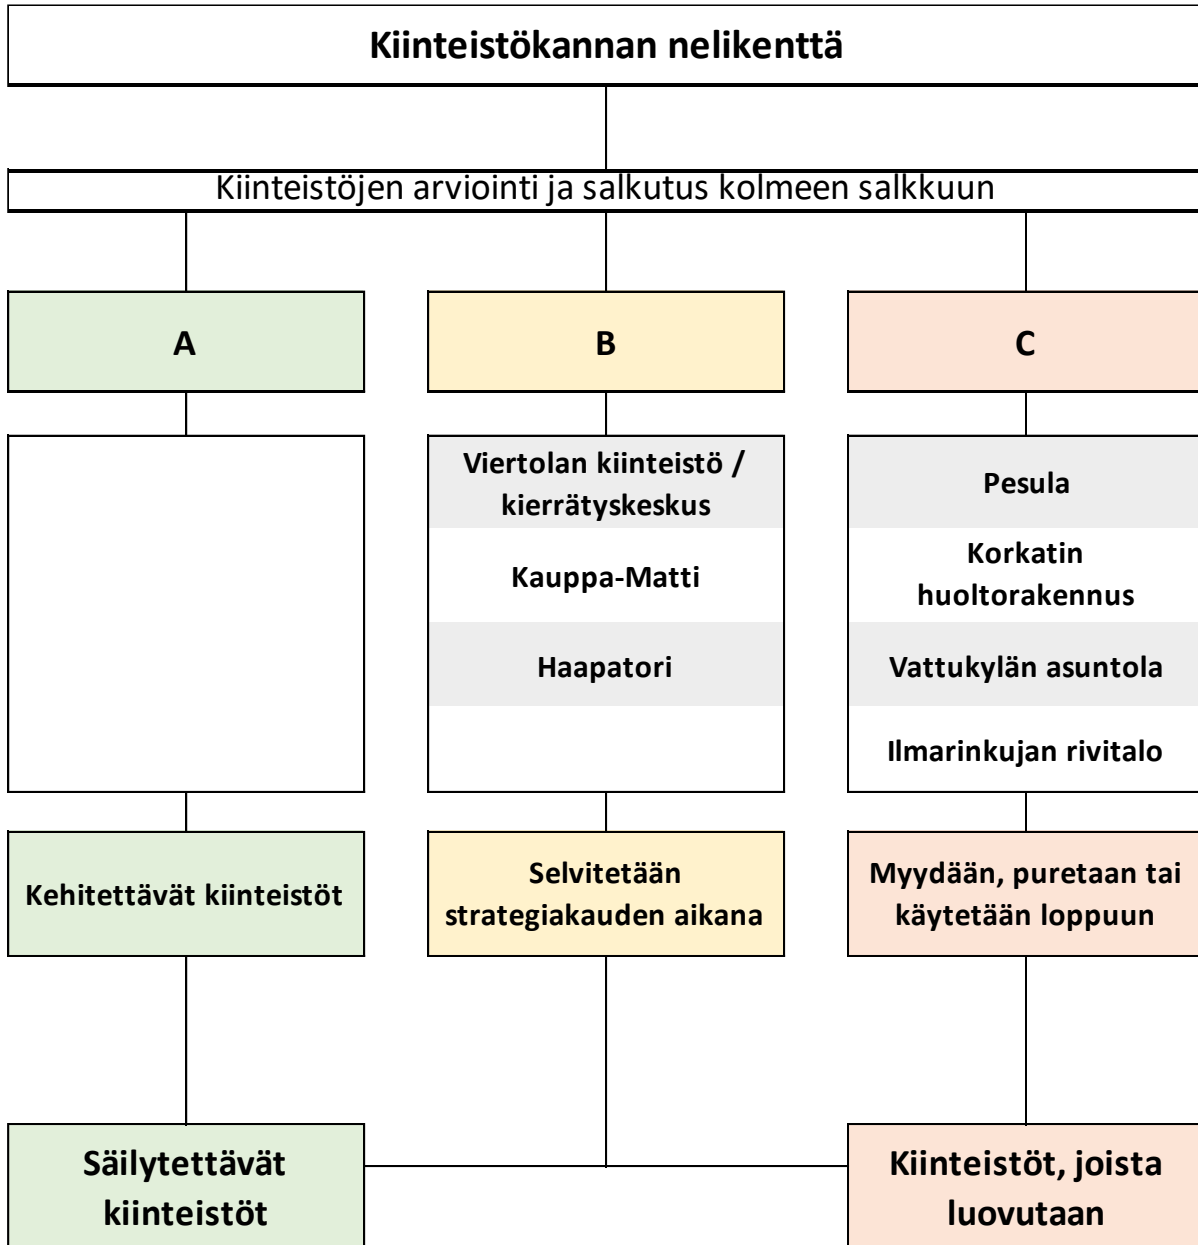 Kiinteistökannan nelikenttä
Kiinteistöjen arviointi ja salkutus kolmeen salkkuun
A
B
C
Viertolan kiinteistö /
kierrätyskeskus
Kauppa-Matti
Haapatori
Pesula
Korkatin
huoltorakennus
Vattukylän asuntola
Ilmarinkujan rivitalo
Kehitettävät kiinteistöt
Selvitetään
strategiakauden aikana
Myydään, puretaan tai
käytetään loppuun
Säilytettävät
kiinteistöt
Kiinteistöt, joista
luovutaan